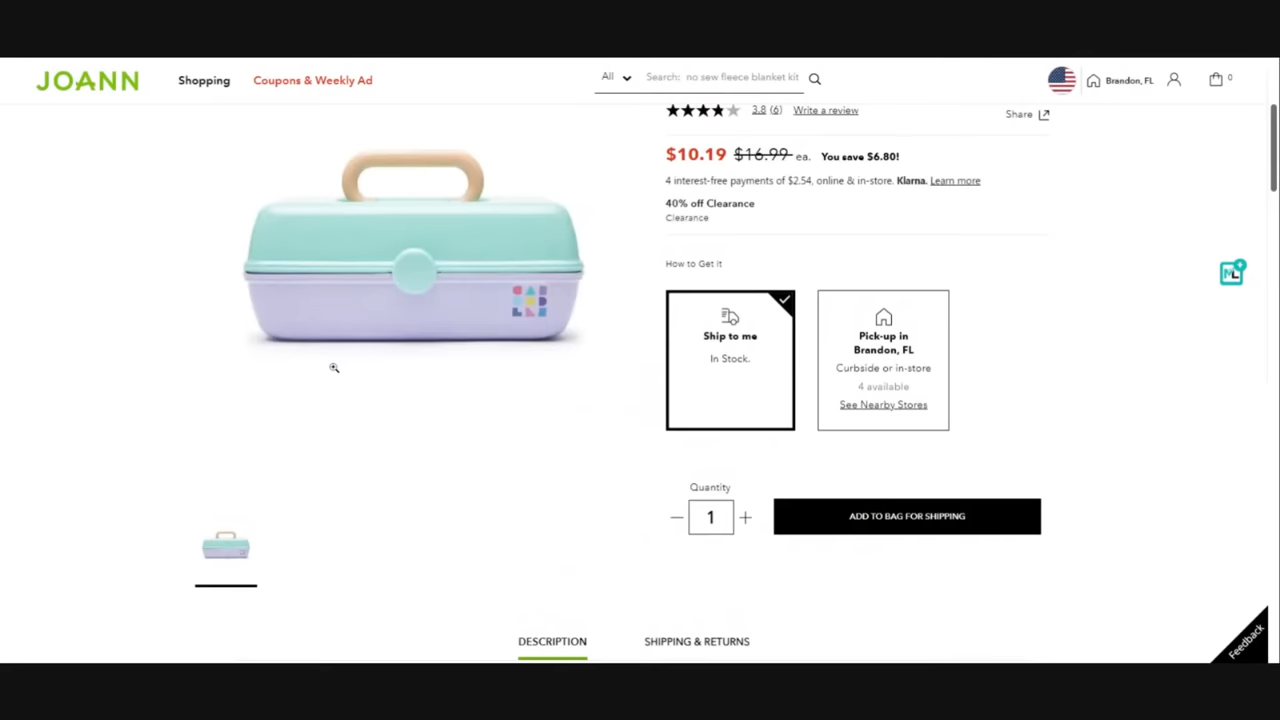 JOANN
Shopping
Coupons & Weekly Ad
All
Search: no sew fleece blanket kit
Brandon, FL
0
3.8 (6)
Write a review
Share
$10.19 $16.99 ea. You save $6.80!
4 interest-free payments of $2.54, online & in-store. Klarna. Learn more
40% off Clearance
Clearance
How to Get It
Ship to me
In Stock.
Pick-up in
Brandon, FL
Curbside or in-store
4 available
See Nearby Stores
Quantity
1
ADD TO BAG FOR SHIPPING
DESCRIPTION
SHIPPING & RETURNS
Feedback